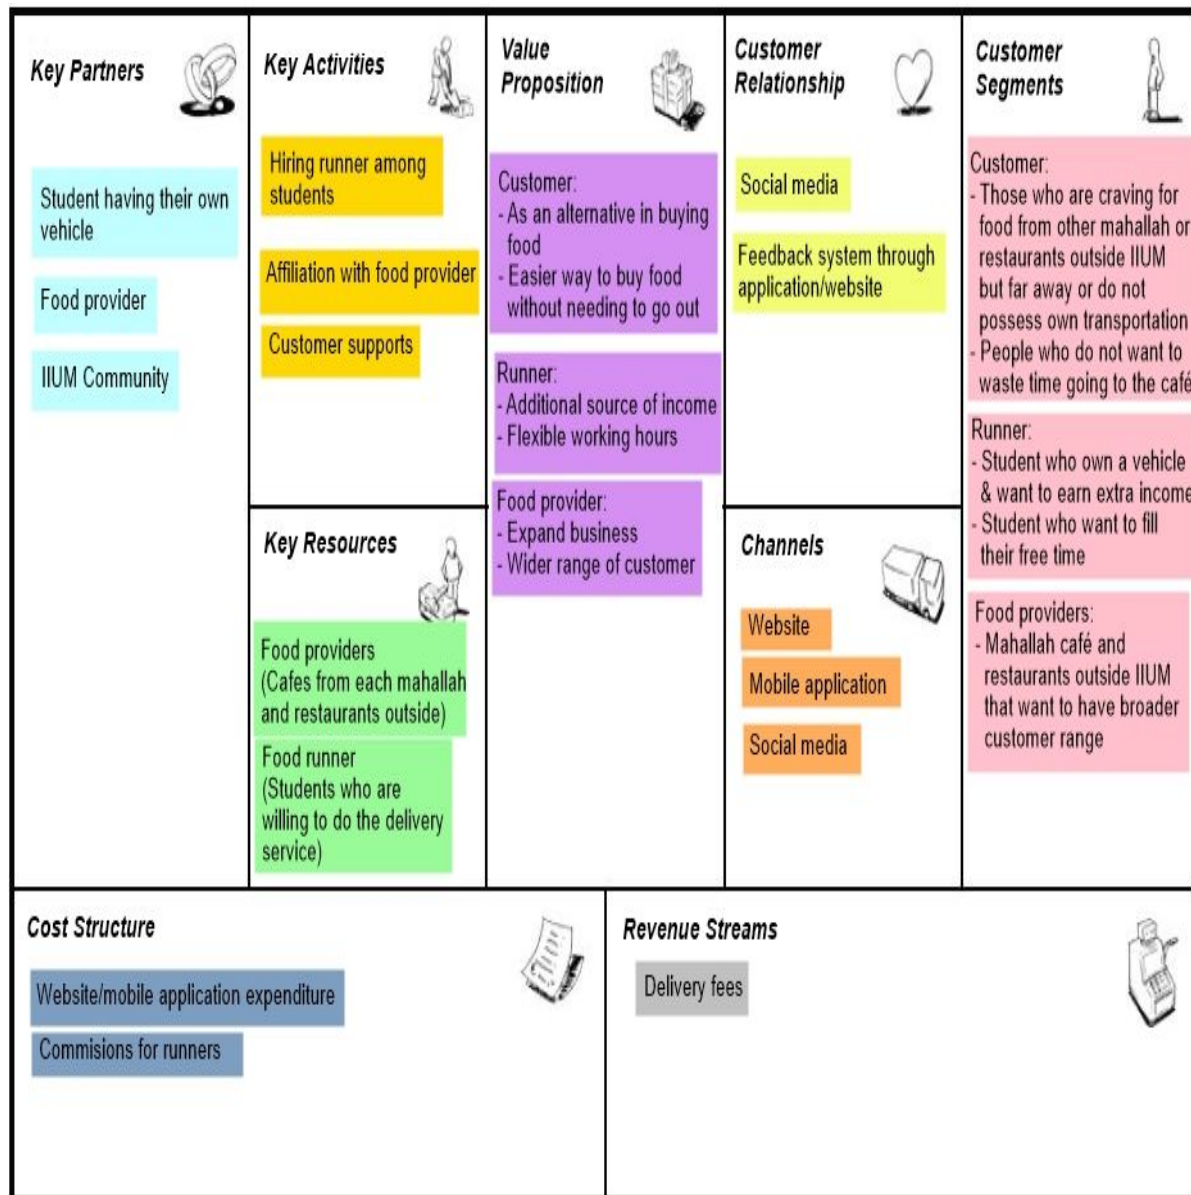 Key Partners
Student having their own
vehicle
Food provider
IIUM Community
Key Activities
Hiring runner among
students
Affiliation with food provider
Customer supports
Key Resources
Food providers
(Cafes from each mahallah
and restaurants outside)
Food runner
(Students who are
willing to do the delivery
service)
Value
Proposition
Customer:
- As an alternative in buying
food
- Easier way to buy food
without needing to go out
Runner:
- Additional source of income
- Flexible working hours
Food provider:
- Expand business
- Wider range of customer
Customer
Relationship
Social media
Feedback system through
application/website
Channels
Website
Mobile application
Social media
Customer
Segments
Customer:
- Those who are craving for
food from other mahallah or
restaurants outside IIUM
but far away or do not
possess own transportation
- People who do not want to
waste time going to the café
Runner:
- Student who own a vehicle
& want to earn extra income
- Student who want to fill
their free time
Food providers:
- Mahallah café and
restaurants outside IIUM
that want to have broader
customer range
Cost Structure
Website/mobile application expenditure
Commisions for runners
Revenue Streams
Delivery fees